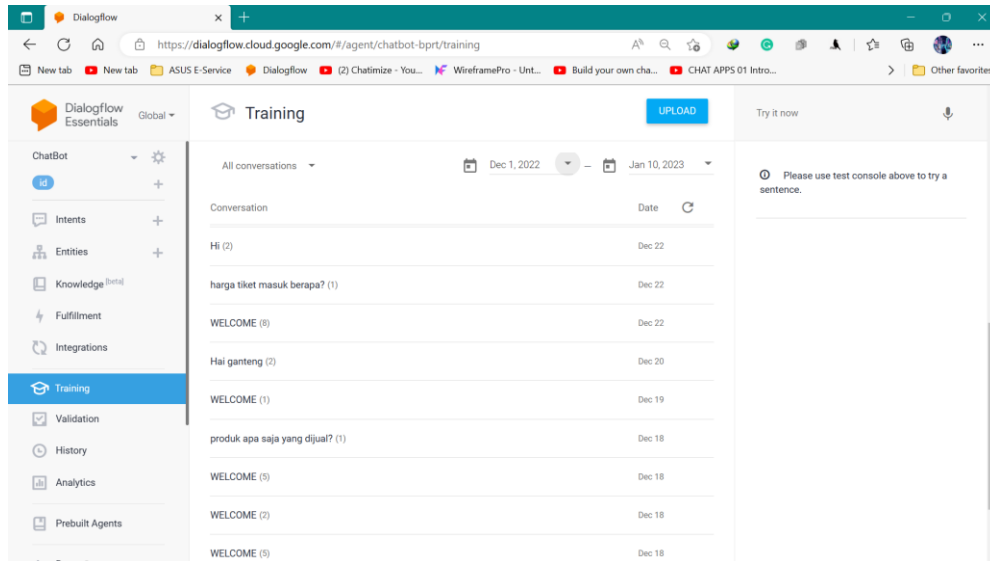 Dialogflow
https://dialogflow.cloud.google.com/#/agent/chatbot-bprt/training
New tab New tab ASUS E-Service Dialogflow (2) Chatimize - You... WireframePro - Unt... Build your own cha... CHAT APPS 01 Intro... Other favorites
Dialogflow Essentials Global
Training
UPLOAD
Try it now
ChatBot
id
All conversations Dec 1, 2022 – Jan 10, 2023
Please use test console above to try a
sentence.
Intents
Entities
Knowledge [beta]
Fulfillment
Integrations
Training
Validation
History
Analytics
Prebuilt Agents
Conversation Date
Hi (2) Dec 22
harga tiket masuk berapa? (1) Dec 22
WELCOME (8) Dec 22
Hai ganteng (2) Dec 20
WELCOME (1) Dec 19
produk apa saja yang dijual? (1) Dec 18
WELCOME (5) Dec 18
WELCOME (2) Dec 18
WELCOME (5) Dec 18